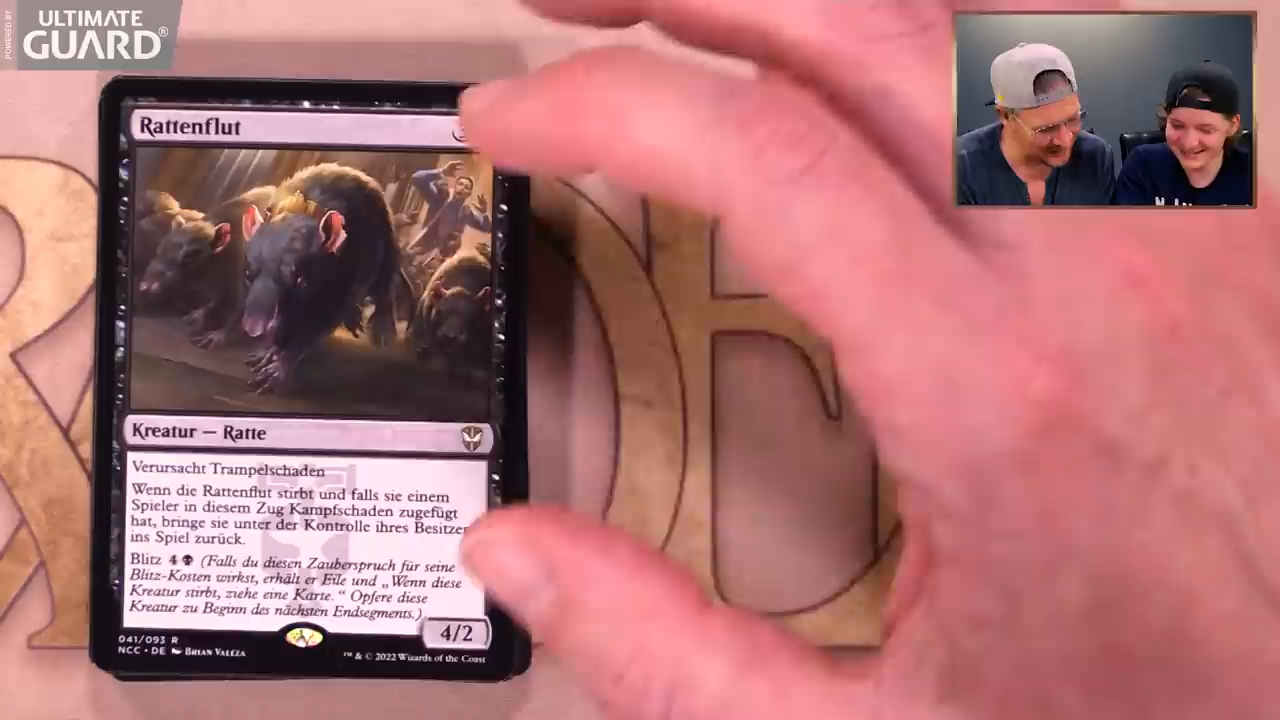 POWERED BY
ULTIMATE
GUARD®
Rattenflut
Kreatur — Ratte
Verursacht Trampelschaden
Wenn die Rattenflut stirbt und falls sie einem
Spieler in diesem Zug Kampfschaden zugefügt
hat, bringe sie unter der Kontrolle ihres Besitzers
ins Spiel zurück.
Blitz 4 (Falls du diesen Zauberspruch für seine
Blitz-Kosten wirkst, erhält er Eile und „Wenn diese
Kreatur stirbt, ziehe eine Karte.“ Opfere diese
Kreatur zu Beginn des nächsten Endsegments.)
4/2
041/093 R
NCC • DE BRIAN VALEZA
™ & © 2022 Wizards of the Coast